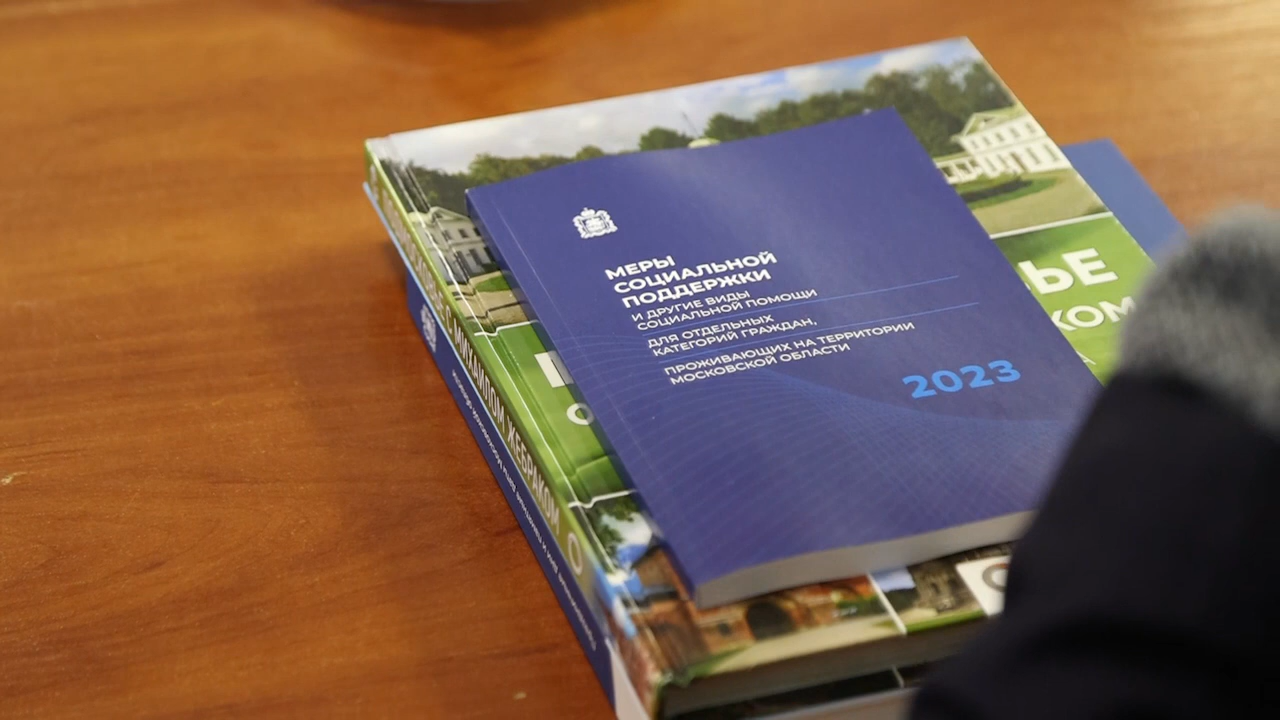 МЕРЫ
СОЦИАЛЬНОЙ
ПОДДЕРЖКИ
И ДРУГИЕ ВИДЫ
СОЦИАЛЬНОЙ ПОМОЩИ
ДЛЯ ОТДЕЛЬНЫХ
КАТЕГОРИЙ ГРАЖДАН,
ПРОЖИВАЮЩИХ НА ТЕРРИТОРИИ
МОСКОВСКОЙ ОБЛАСТИ
2023
ЬЕ
КОМ
О
С МИХАИЛОМ ЖЕБРАКОМ